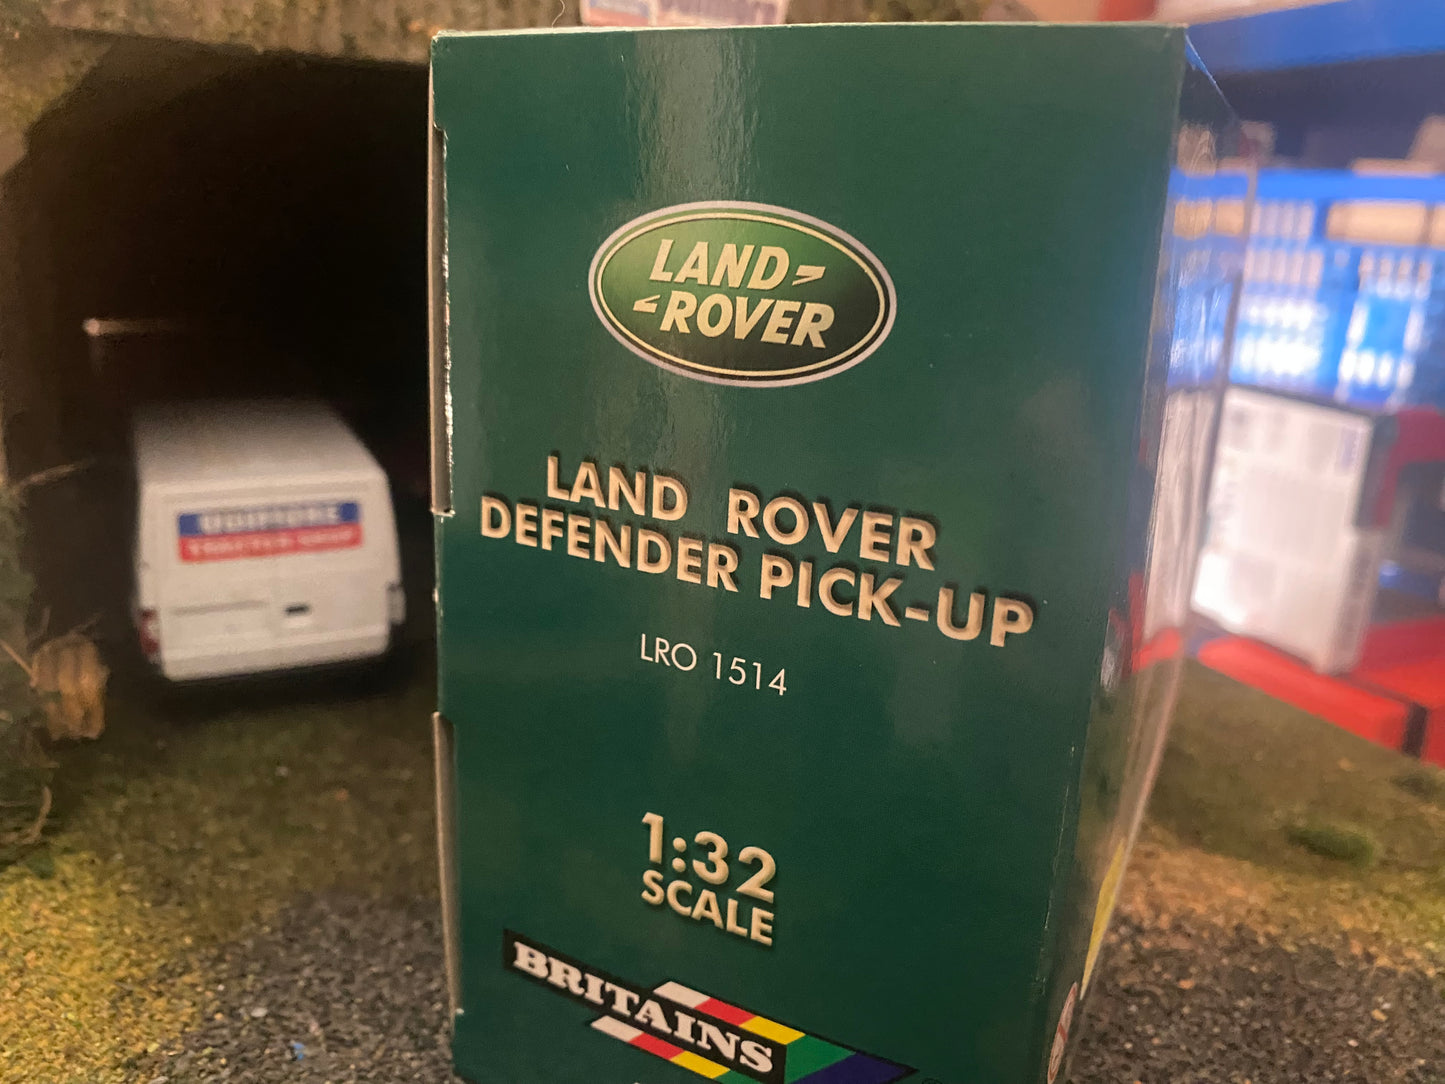 LAND
ROVER
LAND ROVER
DEFENDER PICK-UP
LRO 1514
1:32
SCALE
BRITAINS